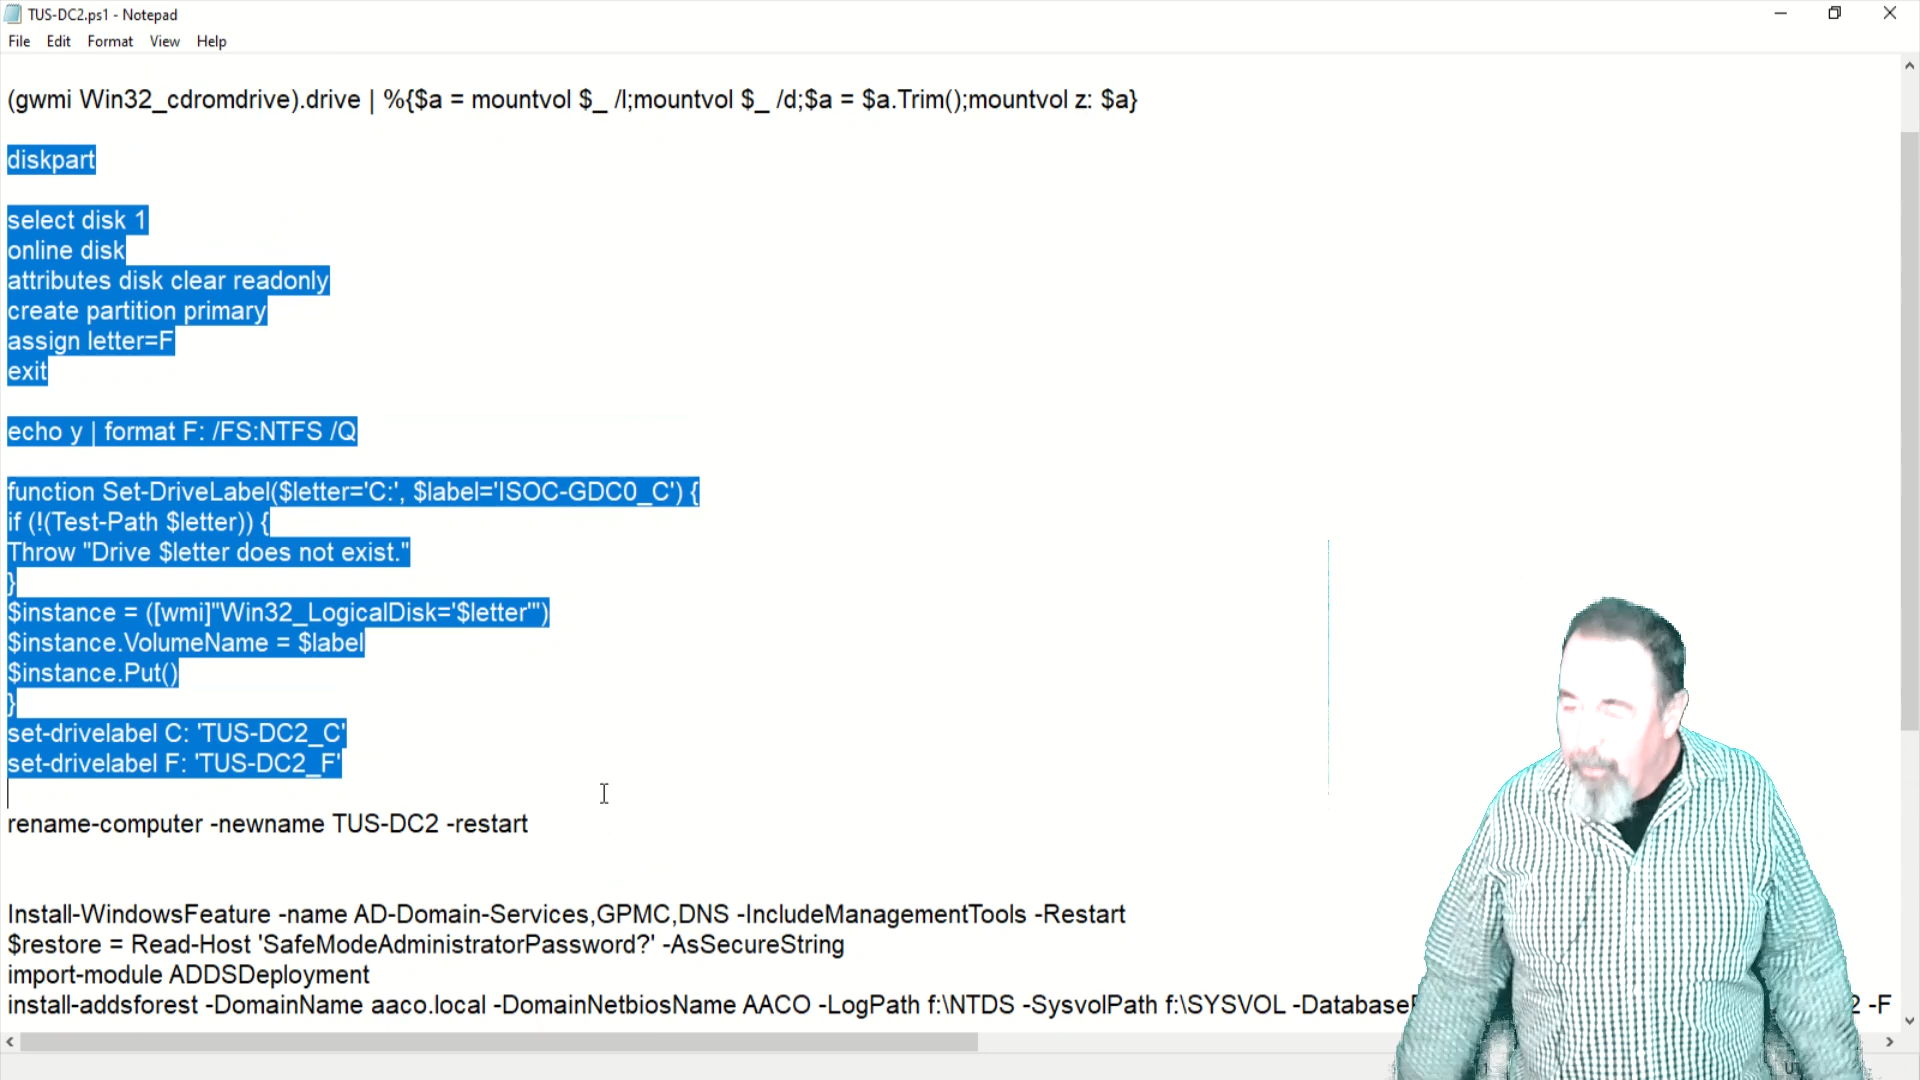 TUS-DC2.ps1 - Notepad
File Edit Format View Help
(gwmi Win32_cdromdrive).drive | %{$a = mountvol $_ /l;mountvol $_ /d;$a = $a.Trim();mountvol z: $a}
diskpart
select disk 1
online disk
attributes disk clear readonly
create partition primary
assign letter=F
exit
echo y | format F: /FS:NTFS /Q
function Set-DriveLabel($letter='C:', $label='ISOC-GDC0_C') {
if (!(Test-Path $letter)) {
Throw "Drive $letter does not exist."
}
$instance = ([wmi]"Win32_LogicalDisk='$letter'")
$instance.VolumeName = $label
$instance.Put()
}
set-drivelabel C: 'TUS-DC2_C'
set-drivelabel F: 'TUS-DC2_F'
rename-computer -newname TUS-DC2 -restart
Install-WindowsFeature -name AD-Domain-Services,GPMC,DNS -IncludeManagementTools -Restart
$restore = Read-Host 'SafeModeAdministratorPassword?' -AsSecureString
import-module ADDSDeployment
install-addsforest -DomainName aaco.local -DomainNetbiosName AACO -LogPath f:\NTDS -SysvolPath f:\SYSVOL 2 -F